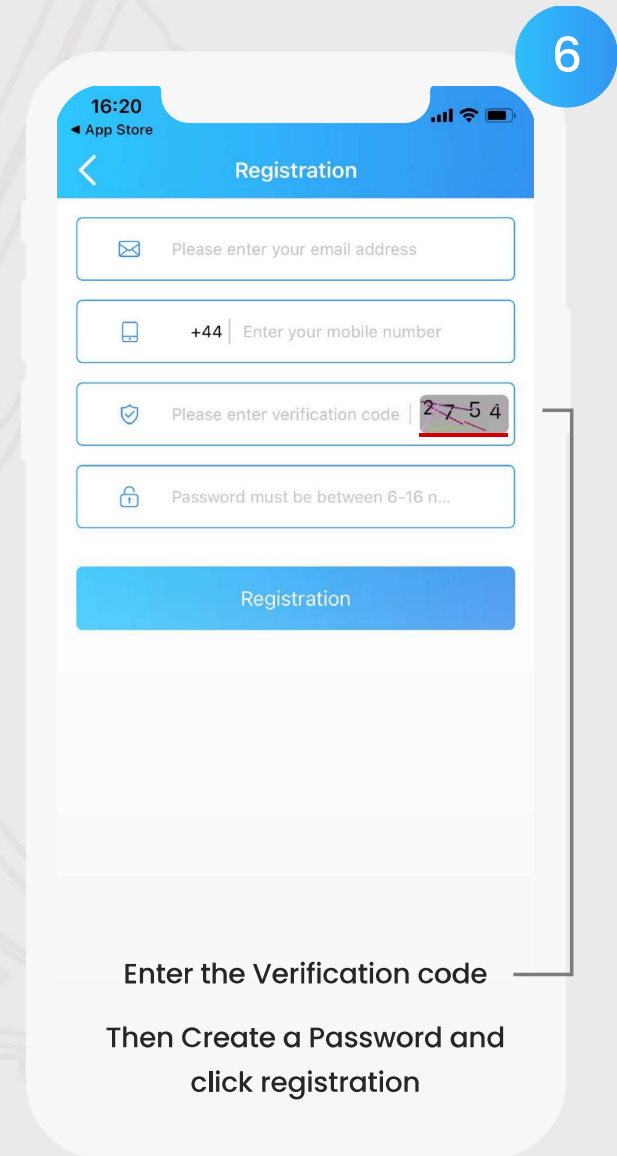 6
16:20
◀ App Store
Registration
Please enter your email address
+44 Enter your mobile number
Please enter verification code 2 7 5 4
Password must be between 6-16 n...
Registration
Enter the Verification code
Then Create a Password and
click registration